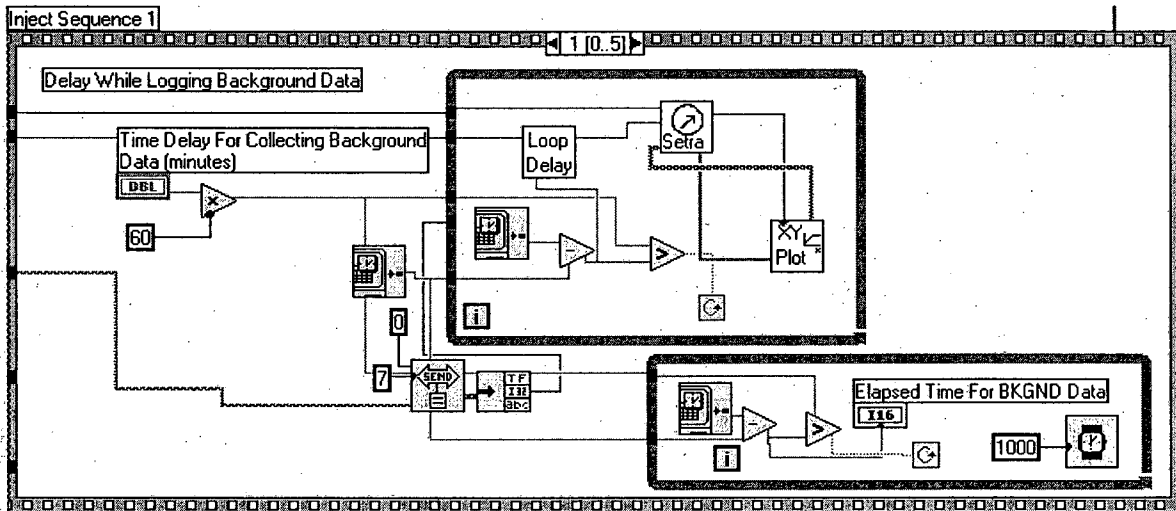 Inject Sequence 1
1 [0..5]
Delay While Logging Background Data
Time Delay For Collecting Background
Data (minutes)
DBL
60
Loop
Delay
Setra
XY
Plot
i
0
7
SEND
TF
I32
abc
Elapsed Time For BKGND Data
I16
i
1000